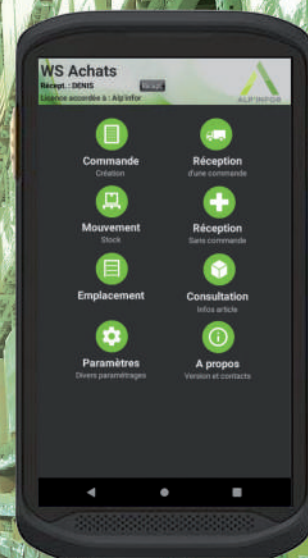 WS Achats
Récept. : DENIS
Licence accordée à : Alp'infor
ALP'INFOR
Commande
Création
Réception
d'une commande
Mouvement
Stock
Réception
Sans commande
Emplacement
Consultation
Infos article
Paramètres
Divers paramétrages
A propos
Version et contacts